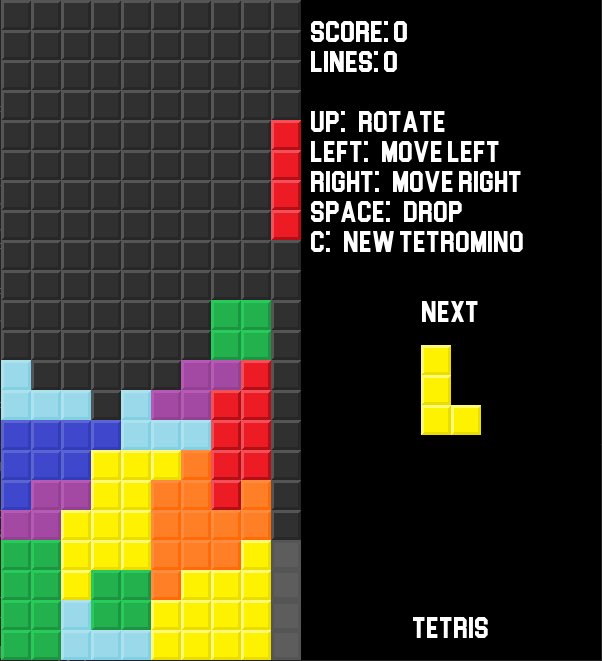 SCORE: 0
LINES: 0
UP: ROTATE
LEFT: MOVE LEFT
RIGHT: MOVE RIGHT
SPACE: DROP
C: NEW TETROMINO
NEXT
TETRIS